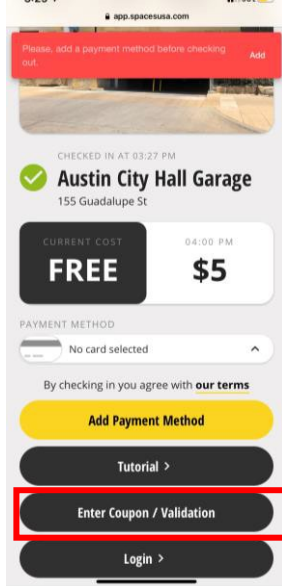 app.spacesusa.com
Please, add a payment method before checking
out.
Add
CHECKED IN AT 03:27 PM
Austin City Hall Garage
155 Guadalupe St
CURRENT COST
FREE
04:00 PM
$5
PAYMENT METHOD
No card selected
By checking in you agree with our terms
Add Payment Method
Tutorial >
Enter Coupon / Validation
Login >